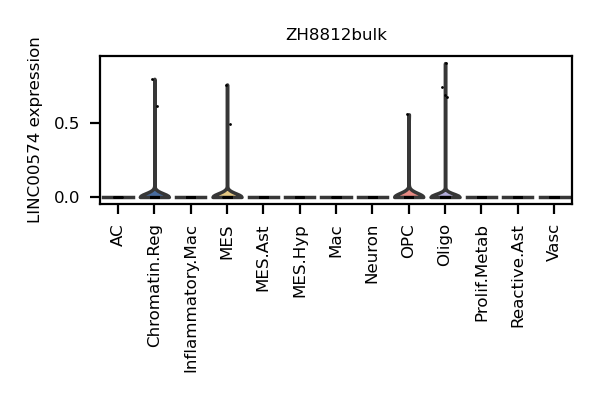 ZH8812bulk
LINC00574 expression
0.5
0.0
AC
Chromatin.Reg
Inflammatory.Mac
MES
MES.Ast
MES.Hyp
Mac
Neuron
OPC
Oligo
Prolif.Metab
Reactive.Ast
Vasc